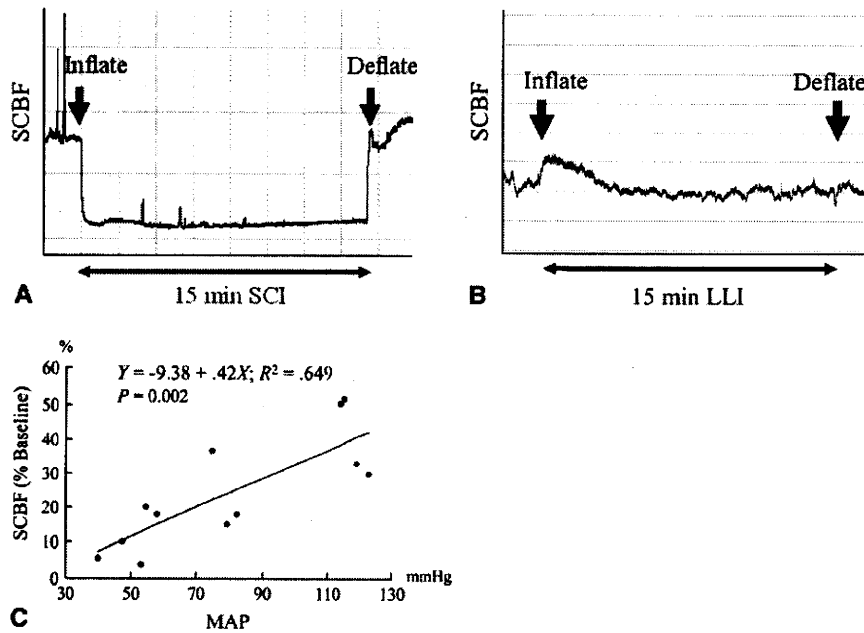 Inflate
Deflate
SCBF
A
15 min SCI
Inflate
Deflate
SCBF
B
15 min LLI
%
Y = -9.38 + .42X; R² = .649
P = 0.002
60
50
40
30
20
10
0
SCBF (% Baseline)
30 50 70 90 110 130 mmHg
MAP
C